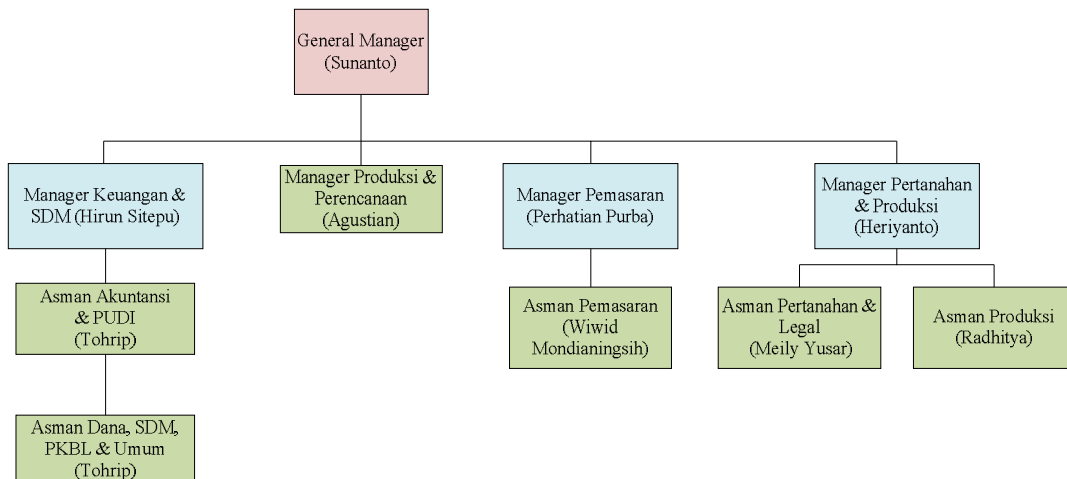 General Manager
(Sunanto)
Manager Keuangan &
SDM (Hirun Sitepu)
Manager Produksi &
Perencanaan
(Agustian)
Manager Pemasaran
(Perhatian Purba)
Manager Pertanahan
& Produksi
(Heriyanto)
Asman Akuntansi
& PUDI
(Tohrip)
Asman Pemasaran
(Wiwid
Mondianingsih)
Asman Pertanahan &
Legal
(Meily Yusar)
Asman Produksi
(Radhitya)
Asman Dana, SDM,
PKBL & Umum
(Tohrip)